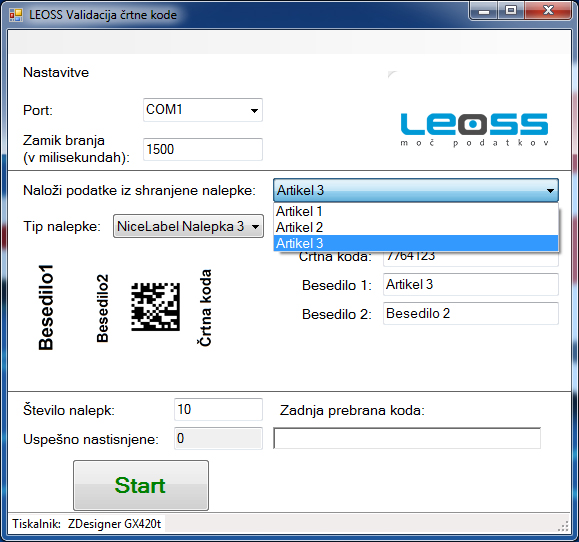 LEOSS Validacija črtne kode
Nastavitve
Port: COM1
Zamik branja
(v milisekundah): 1500
LEOSS
moč podatkov
Naloži podatke iz shranjene nalepke: Artikel 3
Artikel 1
Artikel 2
Artikel 3
Tip nalepke: NiceLabel Nalepka 3
Črtna koda: 7764123
Besedilo 1: Artikel 3
Besedilo 2: Besedilo 2
Besedilo1
Besedilo2
Črtna koda
Število nalepk: 10
Zadnja prebrana koda:
Uspešno nastisnjene: 0
Start
Tiskalnik: ZDesigner GX420t